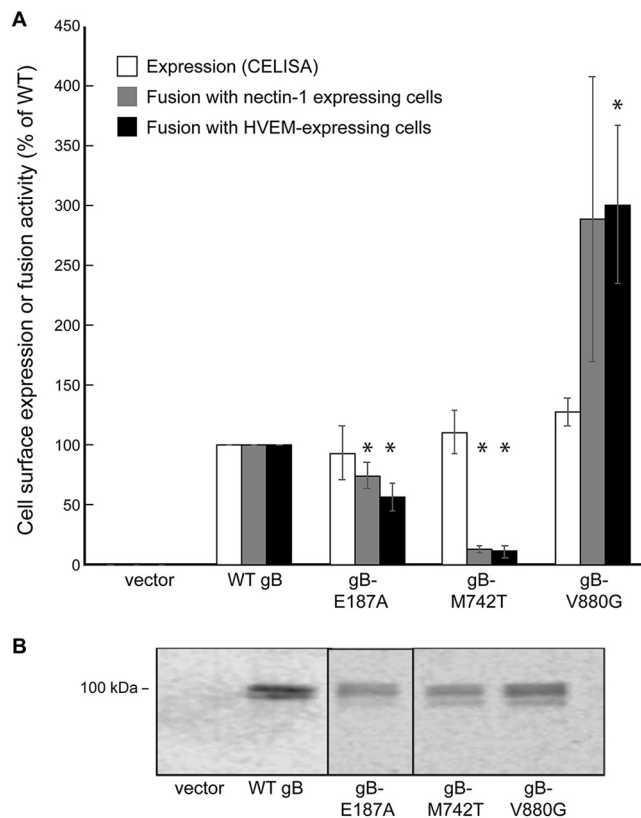 A
Cell surface expression or fusion activity (% of WT)
450
400
350
300
250
200
150
100
50
0
Expression (CELISA)
Fusion with nectin-1 expressing cells
Fusion with HVEM-expressing cells
*
* *
* *
vector
WT gB
gB-
E187A
gB-
M742T
gB-
V880G
B
100 kDa –
vector
WT gB
gB-
E187A
gB-
M742T
gB-
V880G